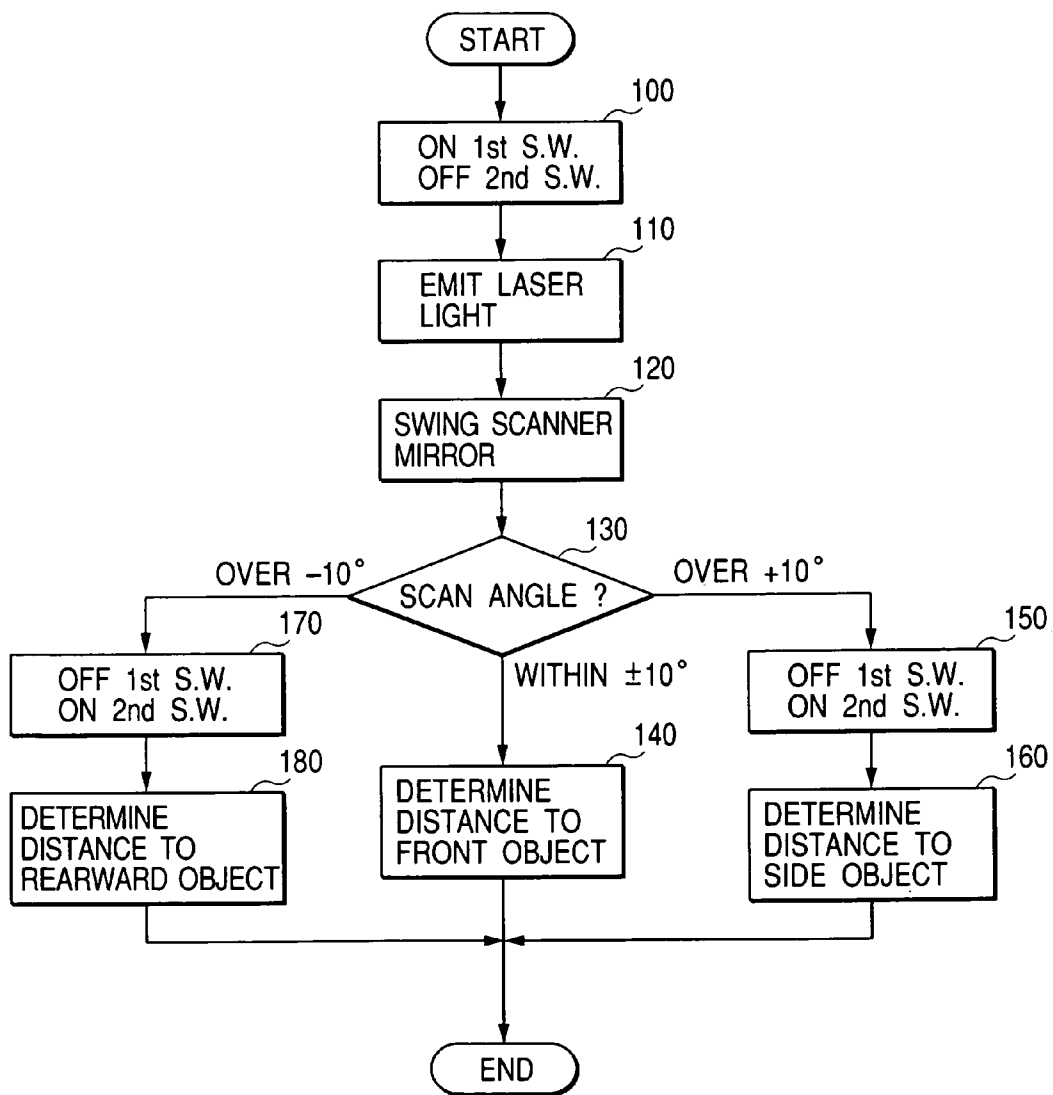 START
100
ON 1st S.W.
OFF 2nd S.W.
110
EMIT LASER
LIGHT
120
SWING SCANNER
MIRROR
130
OVER −10°
SCAN ANGLE ?
OVER +10°
170
OFF 1st S.W.
ON 2nd S.W.
WITHIN ±10°
150
OFF 1st S.W.
ON 2nd S.W.
180
DETERMINE
DISTANCE TO
REARWARD OBJECT
140
DETERMINE
DISTANCE TO
FRONT OBJECT
160
DETERMINE
DISTANCE TO
SIDE OBJECT
END